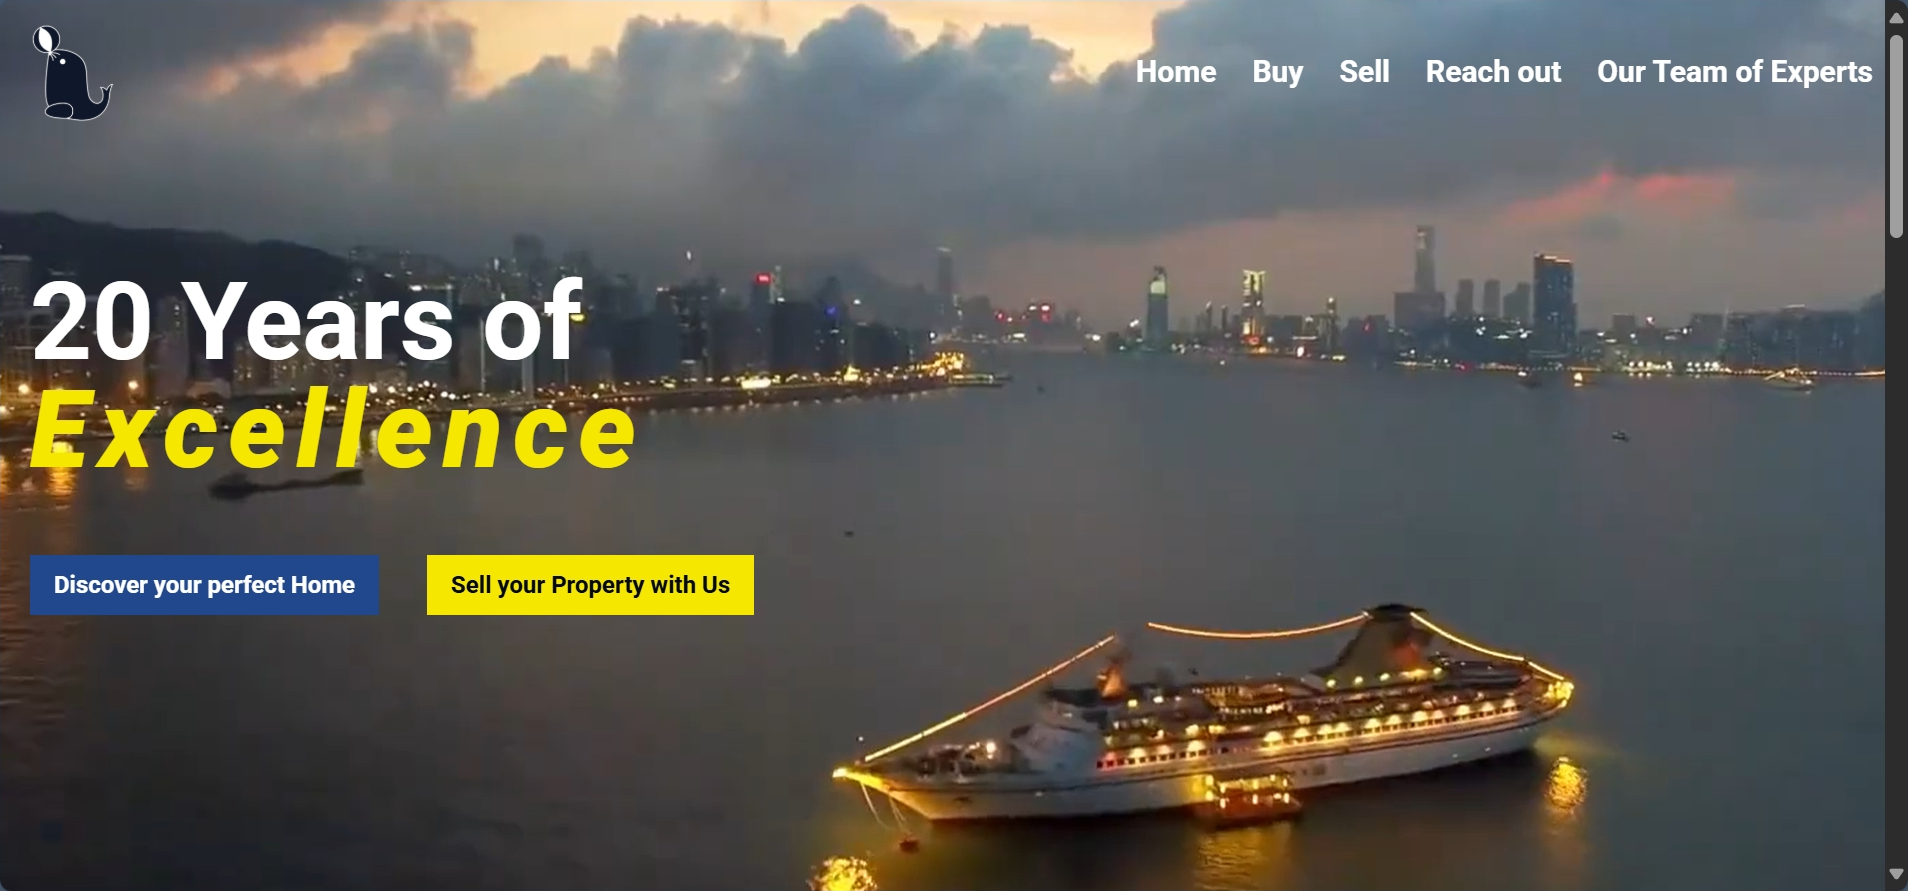 Home Buy Sell Reach out Our Team of Experts
20 Years of
Excellence
Discover your perfect Home
Sell your Property with Us